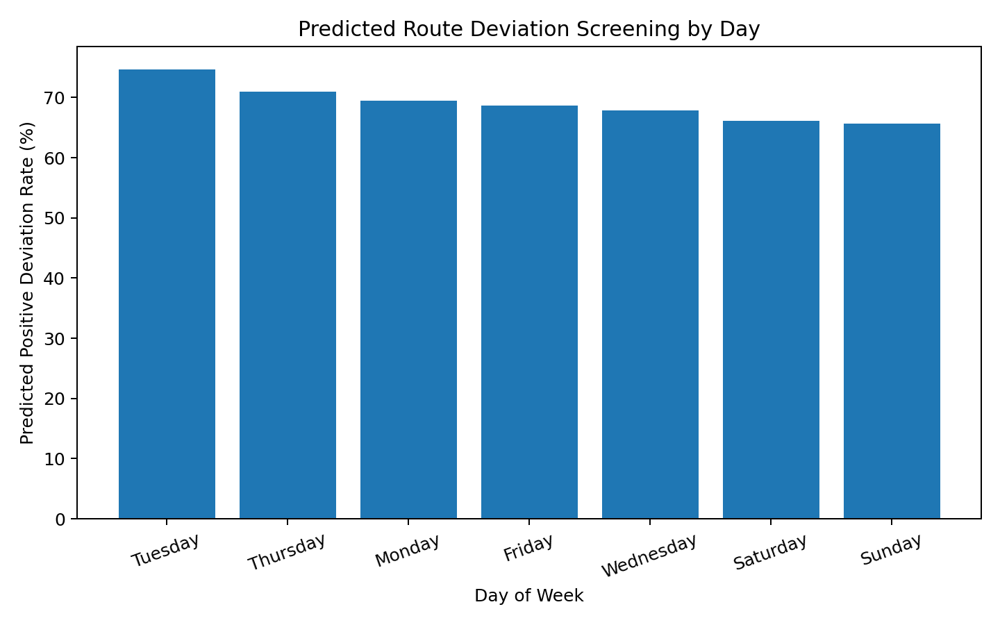 Predicted Route Deviation Screening by Day
Predicted Positive Deviation Rate (%)
70
60
50
40
30
20
10
0
Tuesday
Thursday
Monday
Friday
Wednesday
Saturday
Sunday
Day of Week